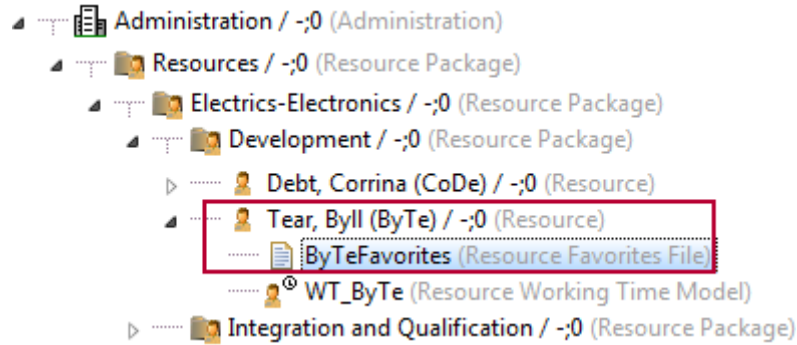 Administration / -;0 (Administration)
Resources / -;0 (Resource Package)
Electrics-Electronics / -;0 (Resource Package)
Development / -;0 (Resource Package)
Debt, Corrina (CoDe) / -;0 (Resource)
Tear, Byll (ByTe) / -;0 (Resource)
ByTeFavorites (Resource Favorites File)
WT_ByTe (Resource Working Time Model)
Integration and Qualification / -;0 (Resource Package)